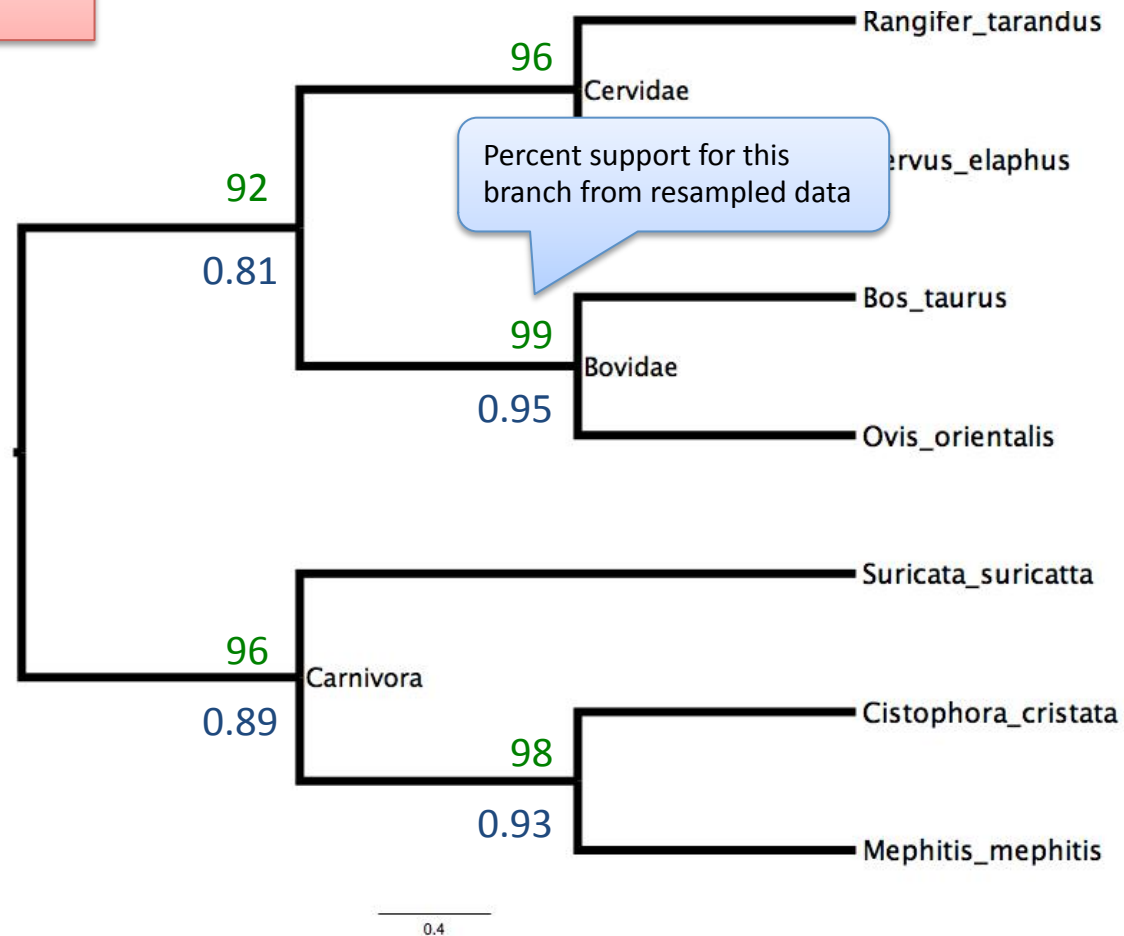 Rangifer_tarandus
96
Cervidae
Percent support for this
branch from resampled data
ervus_elaphus
92
0.81
Bos_taurus
99
Bovidae
0.95
Ovis_orientalis
Suricata_suricatta
96
Carnivora
0.89
Cistophora_cristata
98
0.93
Mephitis_mephitis
0.4